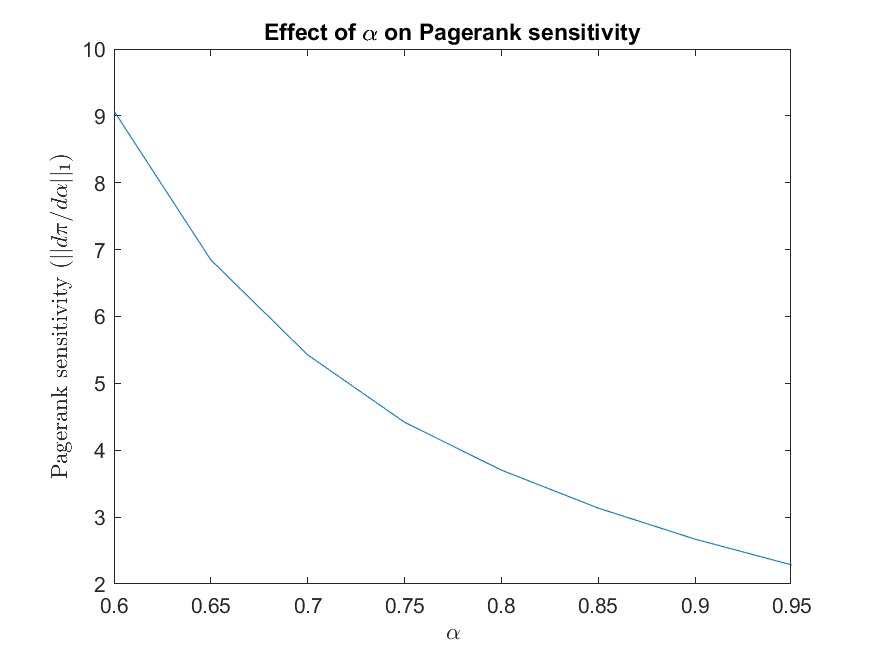 Effect of α on Pagerank sensitivity
Pagerank sensitivity (||dπ/dα||₁)
10
9
8
7
6
5
4
3
2
0.6 0.65 0.7 0.75 0.8 0.85 0.9 0.95
α